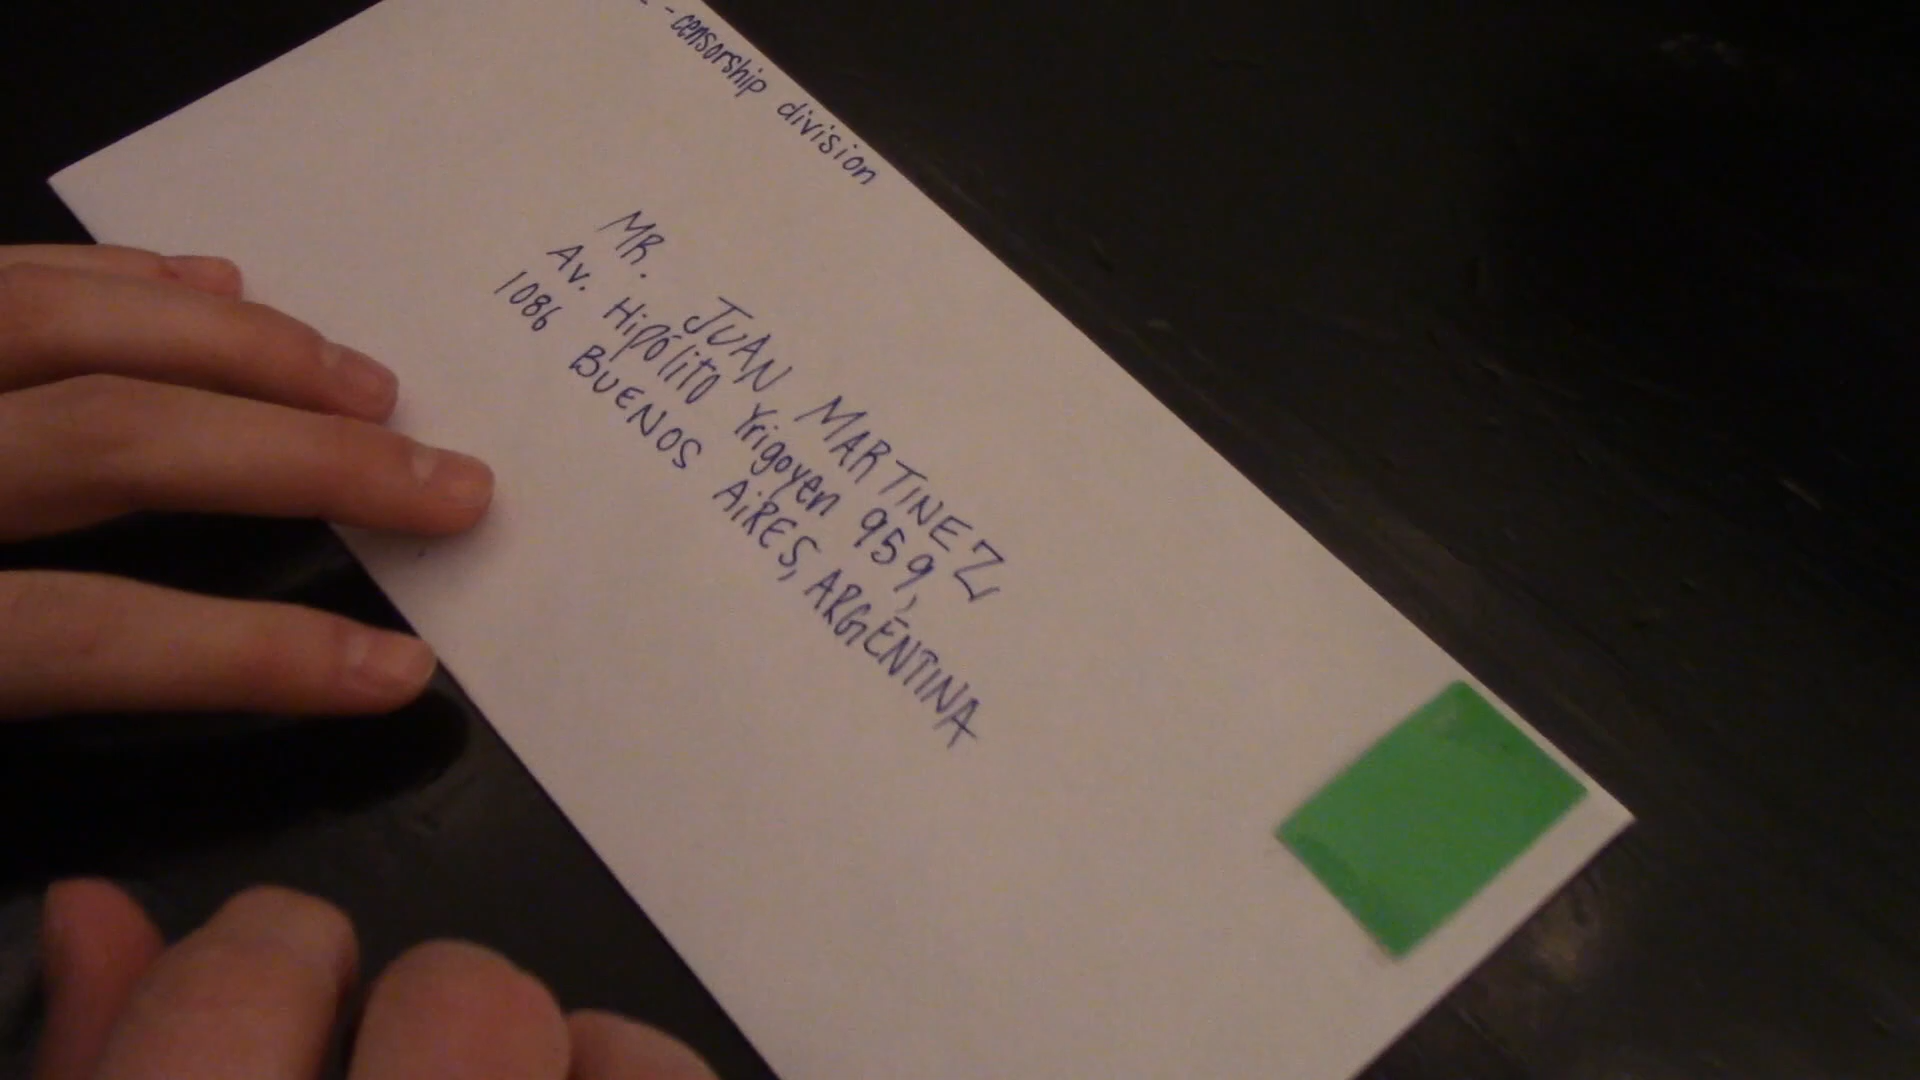 -censorship division
MR. JUAN MARTINEZ
Av. Hipólito Yrigoyen 959,
1086 BUENOS AiRES, ARGENTINA